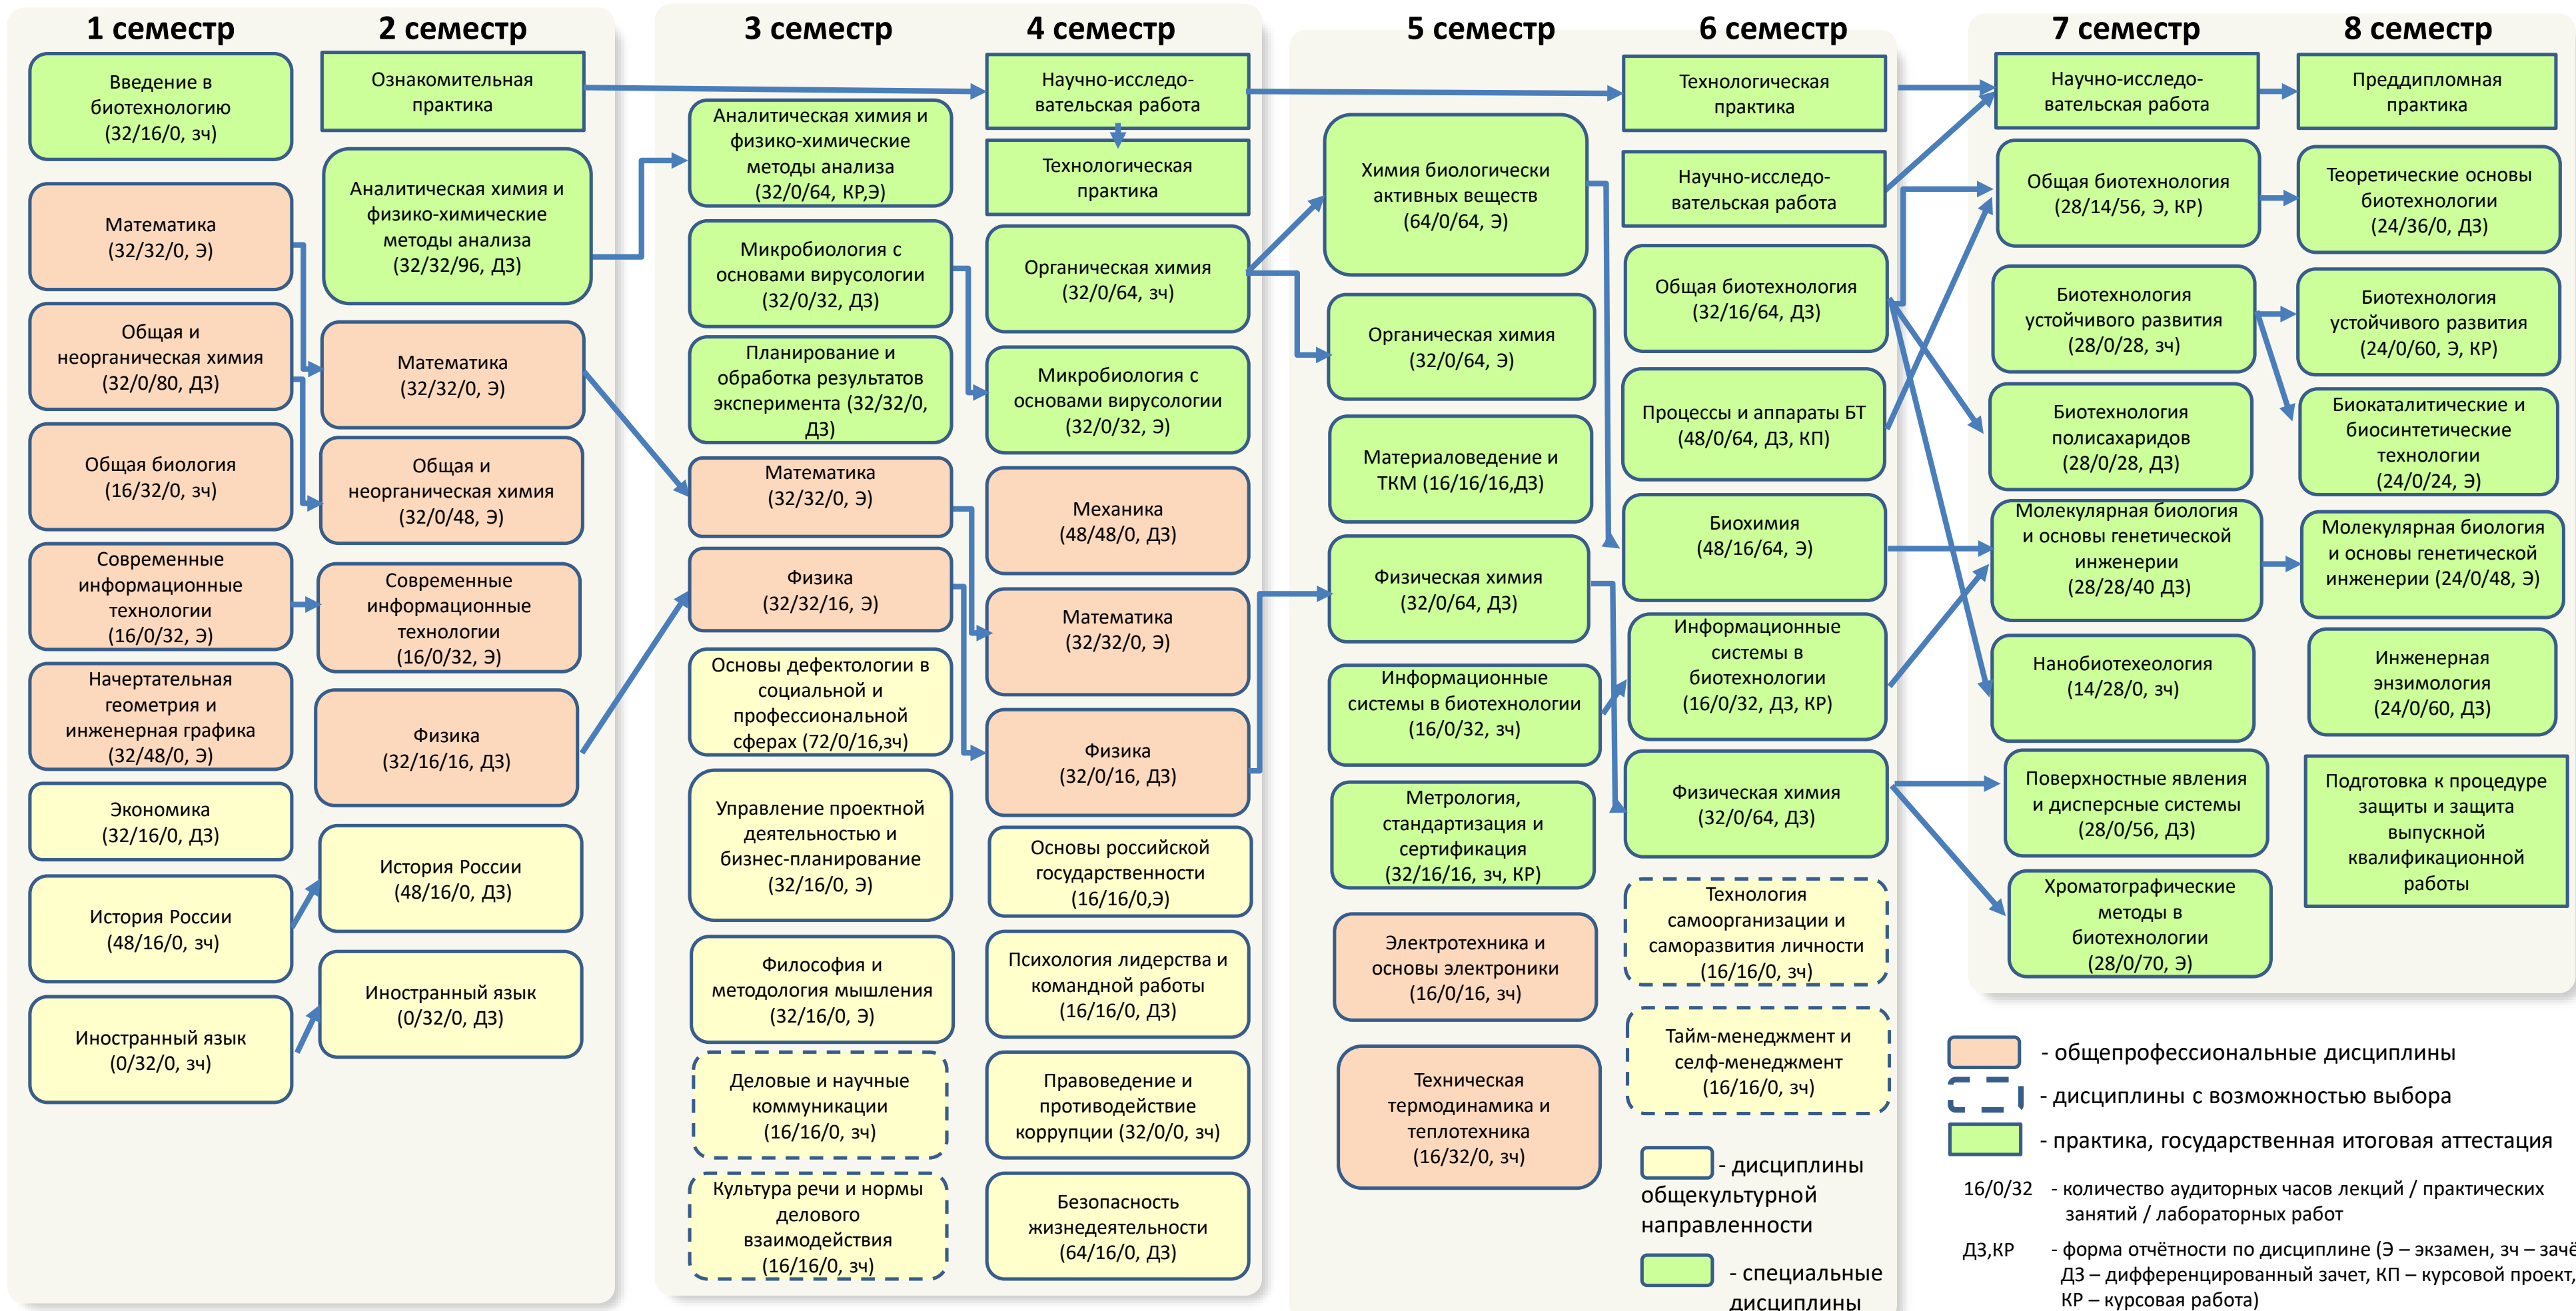 1 семестр
Введение в
биотехнологию
(32/16/0, зч)
Математика
(32/32/0, Э)
Общая и
неорганическая химия
(32/0/80, ДЗ)
Общая биология
(16/32/0, зч)
Современные
информационные
технологии
(16/0/32, Э)
Начертательная
геометрия и
инженерная графика
(32/48/0, Э)
Экономика
(32/16/0, ДЗ)
История России
(48/16/0, зч)
Иностранный язык
(0/32/0, зч)
2 семестр
Ознакомительная
практика
Аналитическая химия и
физико-химические
методы анализа
(32/32/96, ДЗ)
Математика
(32/32/0, Э)
Общая и
неорганическая химия
(32/0/48, Э)
Современные
информационные
технологии
(16/0/32, Э)
Физика
(32/16/16, ДЗ)
История России
(48/16/0, ДЗ)
Иностранный язык
(0/32/0, ДЗ)
3 семестр
Аналитическая химия и
физико-химические
методы анализа
(32/0/64, КР,Э)
Микробиология с
основами вирусологии
(32/0/32, ДЗ)
Планирование и
обработка результатов
эксперимента (32/32/0,
ДЗ)
Математика
(32/32/0, Э)
Физика
(32/32/16, Э)
Основы дефектологии в
социальной и
профессиональной
сферах (72/0/16,зч)
Управление проектной
деятельностью и
бизнес-планирование
(32/16/0, Э)
Философия и
методология мышления
(32/16/0, Э)
Деловые и научные
коммуникации
(16/16/0, зч)
Культура речи и нормы
делового
взаимодействия
(16/16/0, зч)
4 семестр
Научно-исследо-
вательская работа
Технологическая
практика
Органическая химия
(32/0/64, зч)
Микробиология с
основами вирусологии
(32/0/32, Э)
Механика
(48/48/0, ДЗ)
Математика
(32/32/0, Э)
Физика
(32/0/16, ДЗ)
Основы российской
государственности
(16/16/0,Э)
Психология лидерства и
командной работы
(16/16/0, ДЗ)
Правоведение и
противодействие
коррупции (32/0/0, зч)
Безопасность
жизнедеятельности
(64/16/0, ДЗ)
5 семестр
Химия биологически
активных веществ
(64/0/64, Э)
Органическая химия
(32/0/64, Э)
Материаловедение и
ТКМ (16/16/16,ДЗ)
Физическая химия
(32/0/64, ДЗ)
Информационные
системы в биотехнологии
(16/0/32, зч)
Метрология,
стандартизация и
сертификация
(32/16/16, зч, КР)
Электротехника и
основы электроники
(16/0/16, зч)
Техническая
термодинамика и
теплотехника
(16/32/0, зч)
6 семестр
Технологическая
практика
Научно-исследо-
вательская работа
Общая биотехнология
(32/16/64, ДЗ)
Процессы и аппараты БТ
(48/0/64, ДЗ, КП)
Биохимия
(48/16/64, Э)
Информационные
системы в
биотехнологии
(16/0/32, ДЗ, КР)
Физическая химия
(32/0/64, ДЗ)
Технология
самоорганизации и
саморазвития личности
(16/16/0, зч)
Тайм-менеджмент и
селф-менеджмент
(16/16/0, зч)
- дисциплины
общекультурной
направленности
- специальные
дисциплины
7 семестр
Научно-исследо-
вательская работа
Общая биотехнология
(28/14/56, Э, КР)
Биотехнология
устойчивого развития
(28/0/28, зч)
Биотехнология
полисахаридов
(28/0/28, ДЗ)
Молекулярная биология
и основы генетической
инженерии
(28/28/40 ДЗ)
Нанобиотехеология
(14/28/0, зч)
Поверхностные явления
и дисперсные системы
(28/0/56, ДЗ)
Хроматографические
методы в
биотехнологии
(28/0/70, Э)
8 семестр
Преддипломная
практика
Теоретические основы
биотехнологии
(24/36/0, ДЗ)
Биотехнология
устойчивого развития
(24/0/60, Э, КР)
Биокаталитические и
биосинтетические
технологии
(24/0/24, Э)
Молекулярная биология
и основы генетической
инженерии (24/0/48, Э)
Инженерная
энзимология
(24/0/60, ДЗ)
Подготовка к процедуре
защиты и защита
выпускной
квалификационной
работы
- общепрофессиональные дисциплины
- дисциплины с возможностью выбора
- практика, государственная итоговая аттестация
16/0/32 - количество аудиторных часов лекций / практических
занятий / лабораторных работ
ДЗ,КР - форма отчётности по дисциплине (Э – экзамен, зч – зачё
ДЗ – дифференцированный зачет, КП – курсовой проект,
КР – курсовая работа)